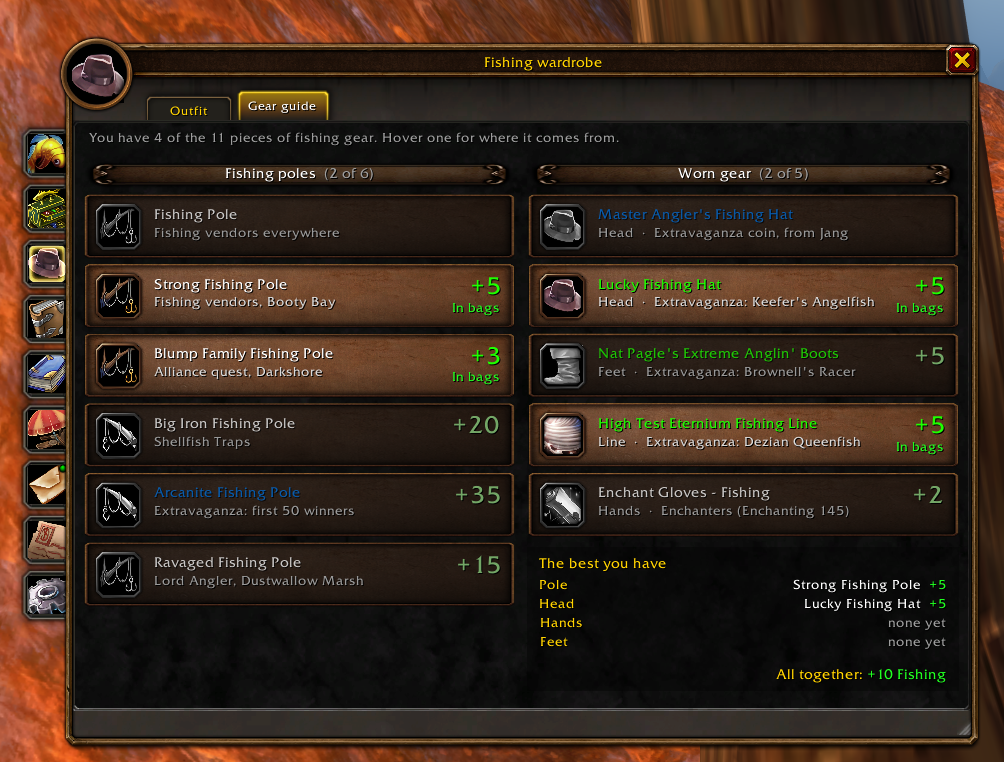 Fishing wardrobe
Outfit
Gear guide
You have 4 of the 11 pieces of fishing gear. Hover one for where it comes from.
Fishing poles (2 of 6)
Fishing Pole
Fishing vendors everywhere
Strong Fishing Pole
+5
Fishing vendors, Booty Bay
In bags
Blump Family Fishing Pole
+3
Alliance quest, Darkshore
In bags
Big Iron Fishing Pole
+20
Shellfish Traps
Arcanite Fishing Pole
+35
Extravaganza: first 50 winners
Ravaged Fishing Pole
+15
Lord Angler, Dustwallow Marsh
Worn gear (2 of 5)
Master Angler's Fishing Hat
Head · Extravaganza coin, from Jang
Lucky Fishing Hat
+5
Head · Extravaganza: Keefer's Angelfish
In bags
Nat Pagle's Extreme Anglin' Boots
+5
Feet · Extravaganza: Brownell's Racer
High Test Eternium Fishing Line
+5
Line · Extravaganza: Dezian Queenfish
In bags
Enchant Gloves - Fishing
+2
Hands · Enchanters (Enchanting 145)
The best you have
Pole Strong Fishing Pole +5
Head Lucky Fishing Hat +5
Hands none yet
Feet none yet
All together: +10 Fishing